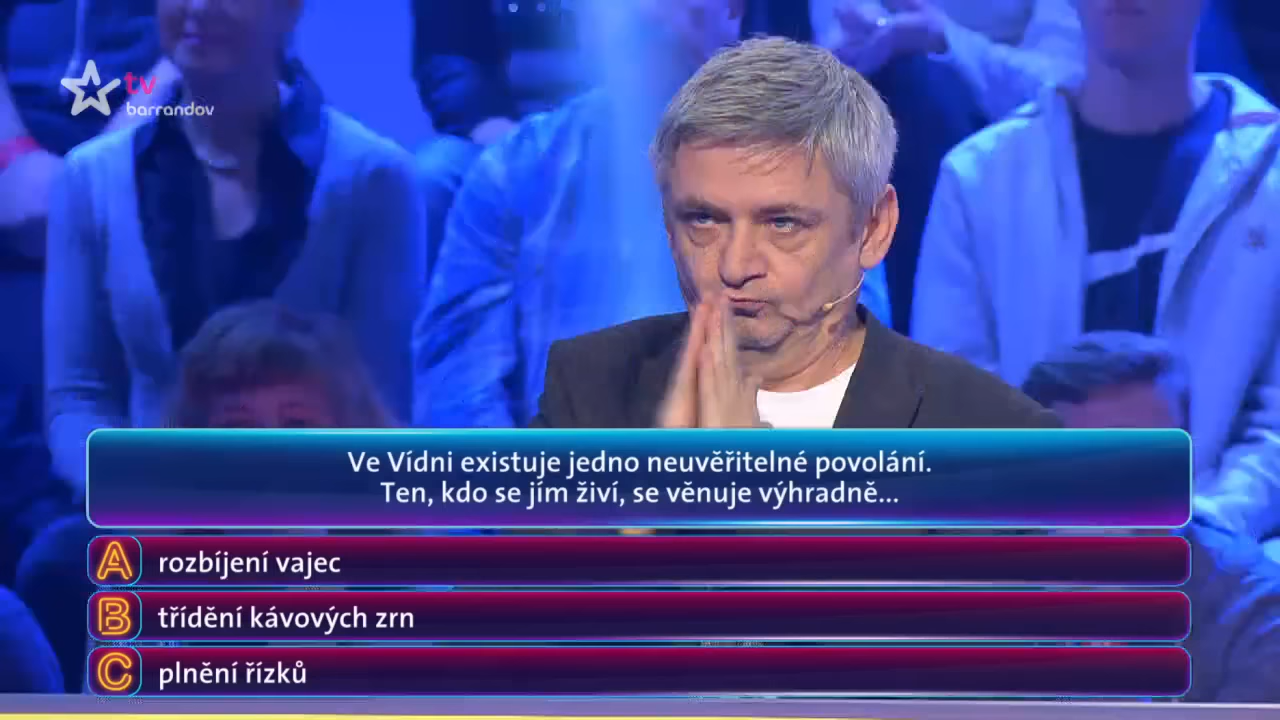 tv
barrandov
Ve Vídni existuje jedno neuvěřitelné povolání.
Ten, kdo se jím živí, se věnuje výhradně...
A rozbíjení vajec
B třídění kávových zrn
C plnění řízků